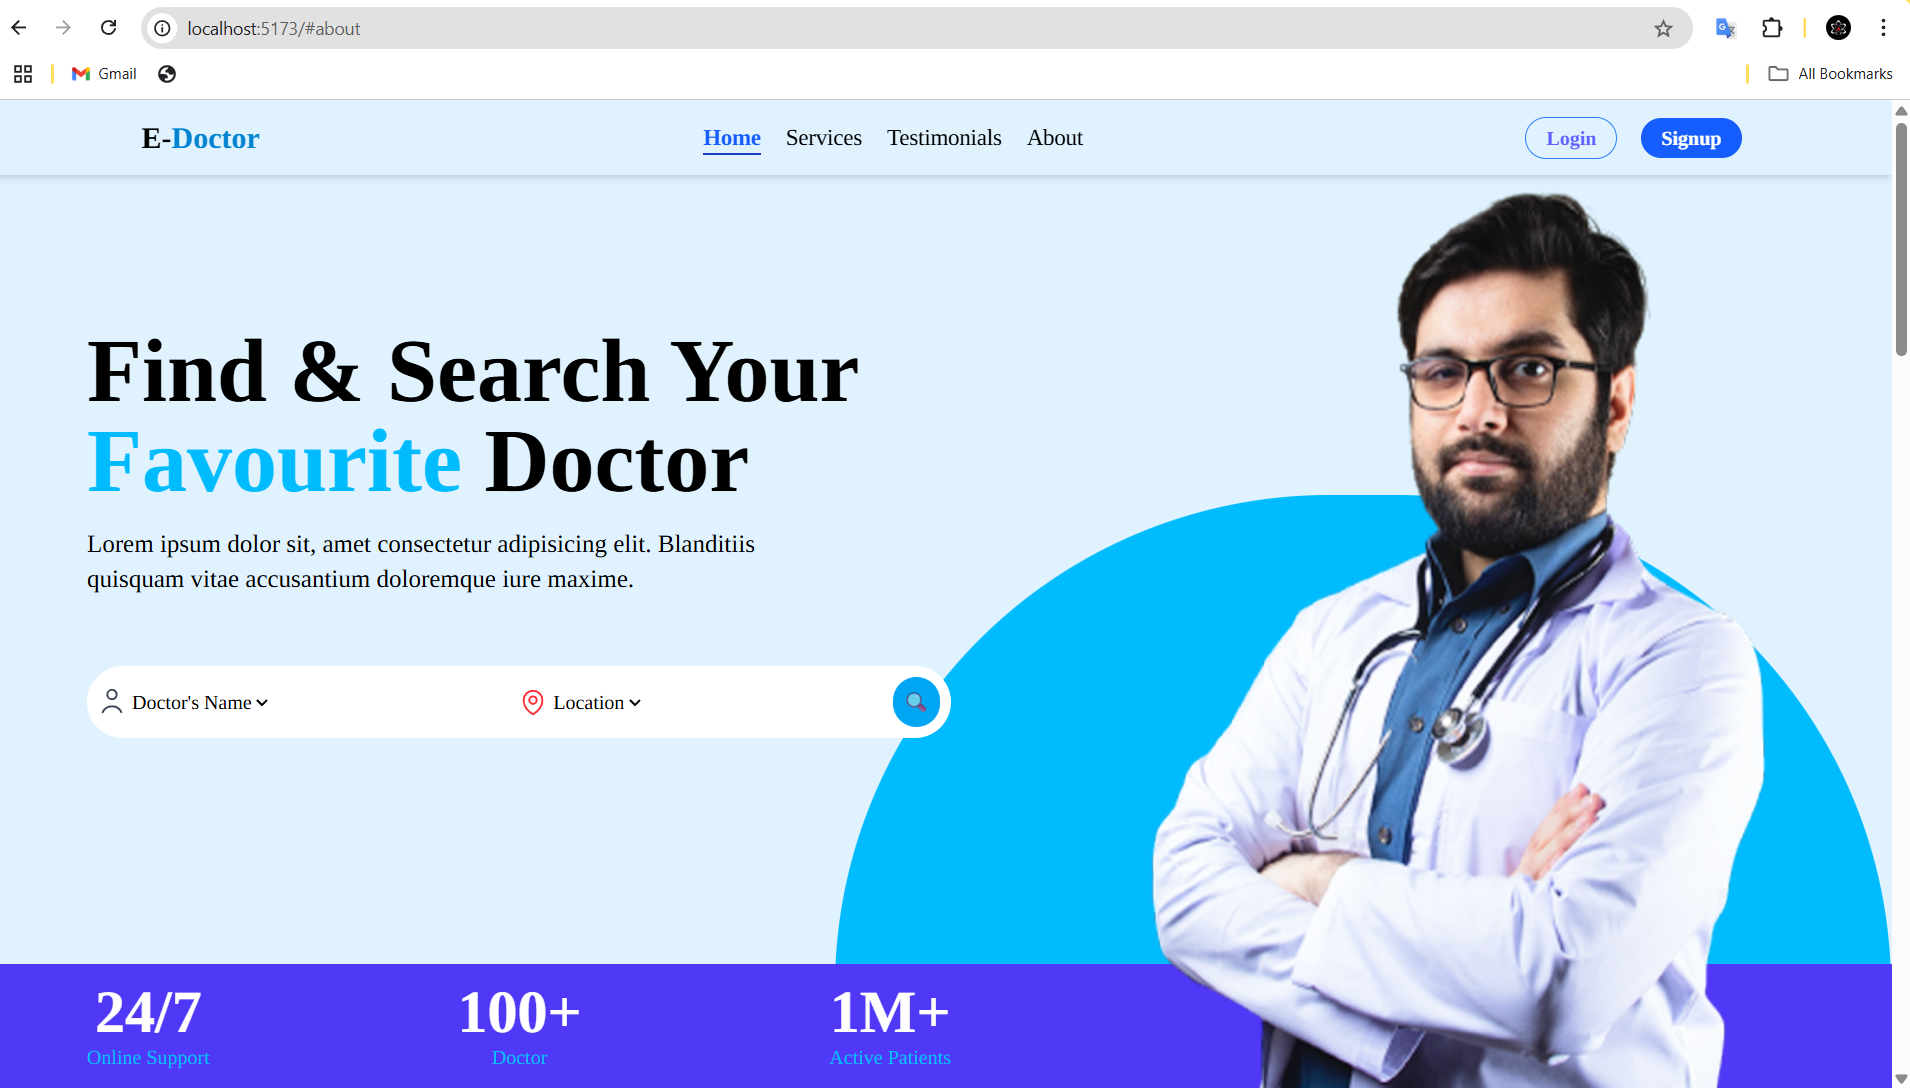 localhost:5173/#about
Gmail
All Bookmarks
E-Doctor
Home Services Testimonials About
Login Signup
Find & Search Your
Favourite Doctor
Lorem ipsum dolor sit, amet consectetur adipisicing elit. Blanditiis
quisquam vitae accusantium doloremque iure maxime.
Doctor's Name Location
24/7 100+ 1M+
Online Support Doctor Active Patients